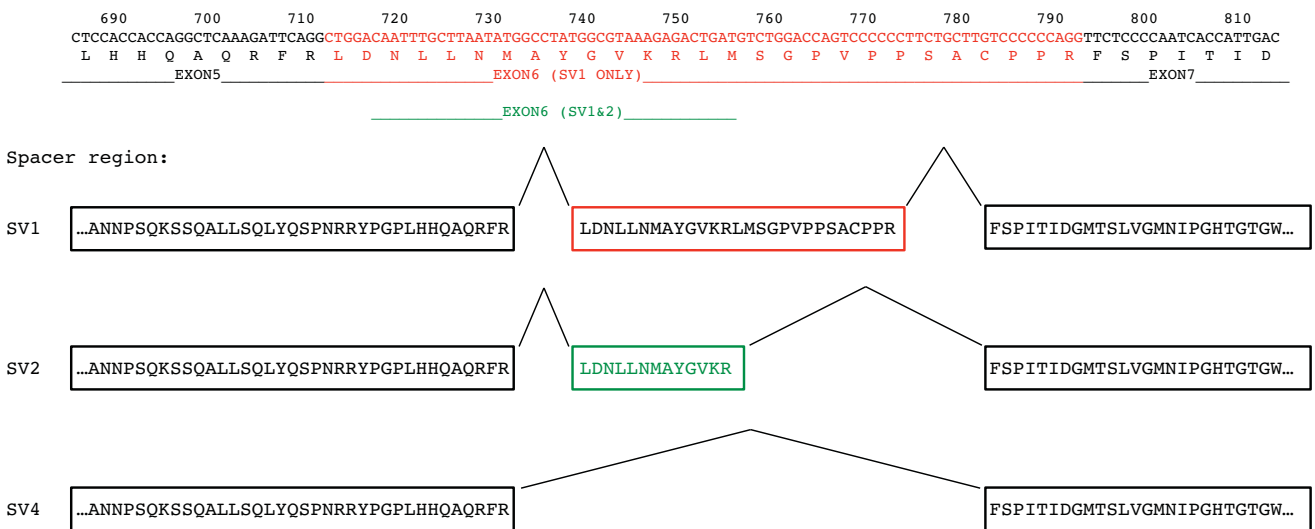 690 700 710 720 730 740 750 760 770 780 790 800 810
CTCCACCACCAGGCTCAAAGATTCAGGCTGGACAATTTGCTTAATATGGCCTATGGCGTAAAGAGACTGATGTCTGGACCAGTCCCCCCTTCTGCTTGTCCCCCCAGGTTCTCCCCAATCACCATTGAC
L H H Q A Q R F R L D N L L N M A Y G V K R L M S G P V P P S A C P P R F S P I T I D
EXON5 EXON6 (SV1 ONLY) EXON7
EXON6 (SV1&2)
Spacer region:
SV1 …ANNPSQKSSQALLSQLYQSPNRRYPGPLHHQAQRFR LDNLLNMAYGVKRLMSGPVPPSACPPR FSPITIDGMTSLVGMNIPGHTGTGW…
SV2 …ANNPSQKSSQALLSQLYQSPNRRYPGPLHHQAQRFR LDNLLNMAYGVKR FSPITIDGMTSLVGMNIPGHTGTGW…
SV4 …ANNPSQKSSQALLSQLYQSPNRRYPGPLHHQAQRFR FSPITIDGMTSLVGMNIPGHTGTGW…